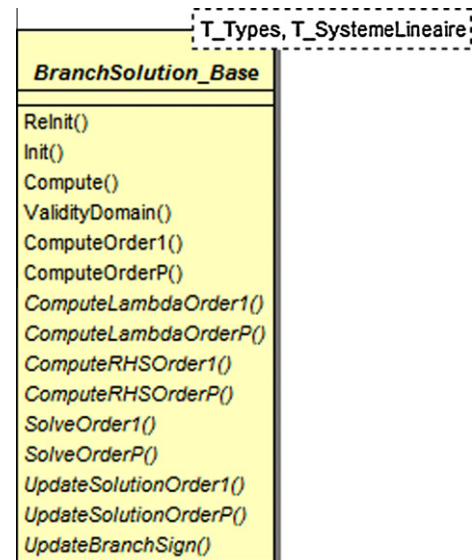 T_Types, T_SystemeLineaire
BranchSolution_Base
ReInit()
Init()
Compute()
ValidityDomain()
ComputeOrder1()
ComputeOrderP()
ComputeLambdaOrder1()
ComputeLambdaOrderP()
ComputeRHSOrder1()
ComputeRHSOrderP()
SolveOrder1()
SolveOrderP()
UpdateSolutionOrder1()
UpdateSolutionOrderP()
UpdateBranchSign()